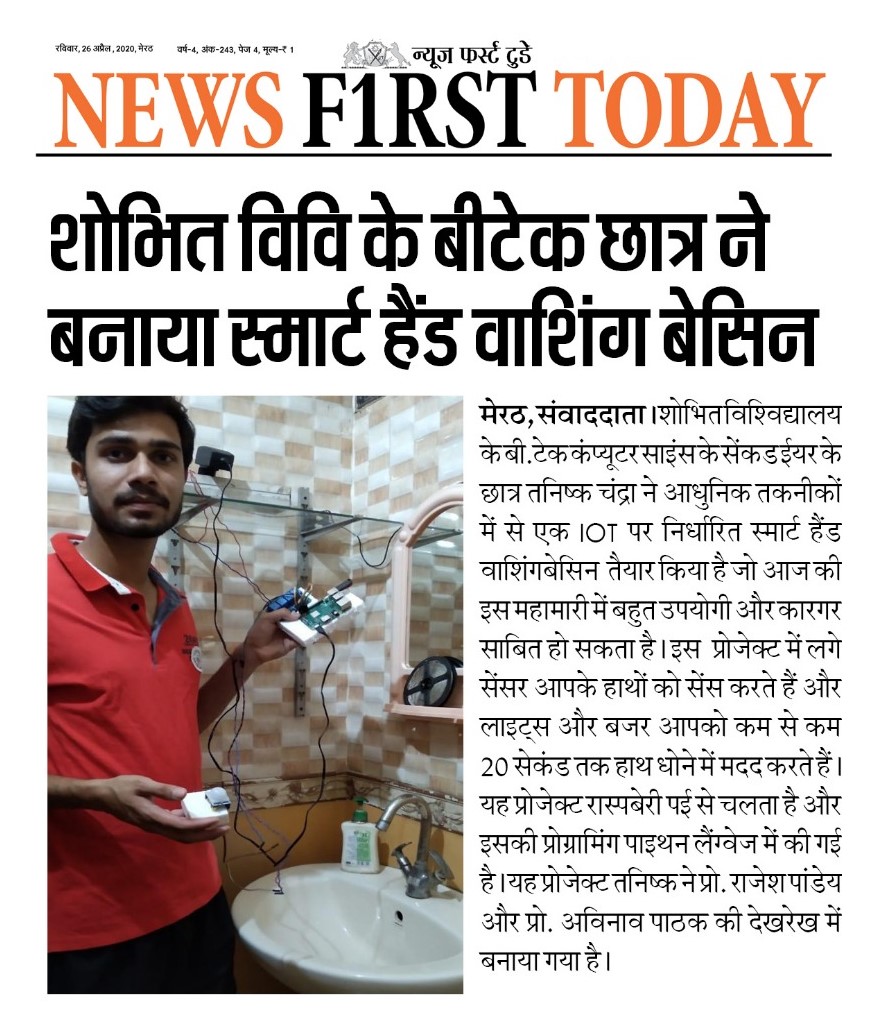 रविवार, 26 अप्रैल, 2020, मेरठ
वर्ष-4, अंक-243, पेज 4, मूल्य-₹ 1
न्यूज फर्स्ट टुडे
NEWS F1RST TODAY
शोभित विवि के बीटेक छात्र ने
बनाया स्मार्ट हैंड वाशिंग बेसिन
मेरठ, संवाददाता। शोभित विश्विद्यालय
के बी.टेक कंप्यूटर साइंस के सेंकड ईयर के
छात्र तनिष्क चंद्रा ने आधुनिक तकनीकों
में से एक IOT पर निर्धारित स्मार्ट हैंड
वाशिंगबेसिन तैयार किया है जो आज की
इस महामारी में बहुत उपयोगी और कारगर
साबित हो सकता है। इस प्रोजेक्ट में लगे
सेंसर आपके हाथों को सेंस करते हैं और
लाइट्स और बजर आपको कम से कम
20 सेकंड तक हाथ धोने में मदद करते हैं।
यह प्रोजेक्ट रास्पबेरी पई से चलता है और
इसकी प्रोग्रामिंग पाइथन लैंग्वेज में की गई
है। यह प्रोजेक्ट तनिष्क ने प्रो. राजेश पांडेय
और प्रो. अविनाव पाठक की देखरेख में
बनाया गया है।